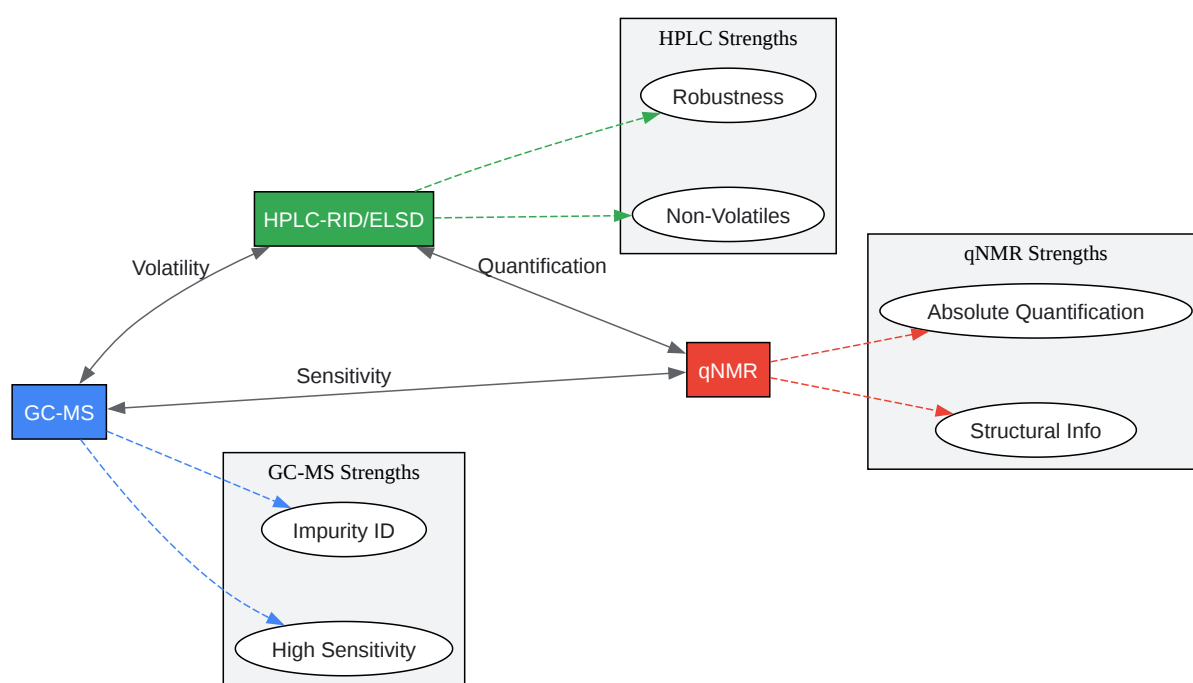 HPLC Strengths
Robustness
HPLC-RID/ELSD
Non-Volatiles
Volatility
Quantification
qNMR Strengths
Absolute Quantification
qNMR
Sensitivity
GC-MS
Structural Info
GC-MS Strengths
Impurity ID
High Sensitivity